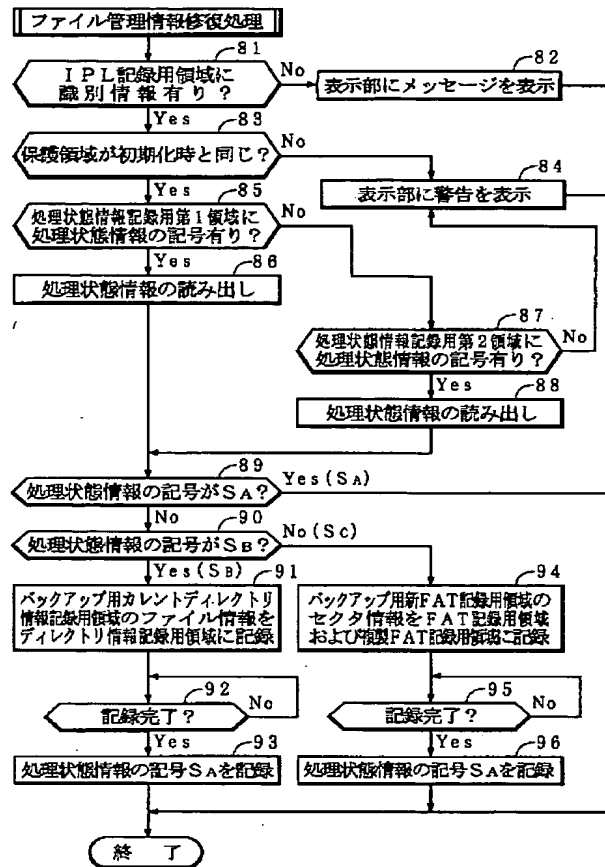 ファイル管理情報修復処理
81
IPL記録用領域に
識別情報有り？
No
82
表示部にメッセージを表示
Yes
83
保護領域が初期化時と同じ？
No
84
表示部に警告を表示
Yes
85
処理状態情報記録用第1領域に
処理状態情報の記号有り？
No
Yes
86
処理状態情報の読み出し
87
処理状態情報記録用第2領域に
処理状態情報の記号有り？
No
Yes
88
処理状態情報の読み出し
89
処理状態情報の記号がSA？
Yes(SA)
No
90
処理状態情報の記号がSB？
No(SC)
Yes(SB)
91
バックアップ用カレントディレクトリ
情報記録用領域のファイル情報を
ディレクトリ情報記録用領域に記録
94
バックアップ用新FAT記録用領域の
セクタ情報をFAT記録用領域
および複製FAT記録用領域に記録
92
記録完了？
No
95
記録完了？
No
Yes
93
処理状態情報の記号SAを記録
Yes
96
処理状態情報の記号SAを記録
終了